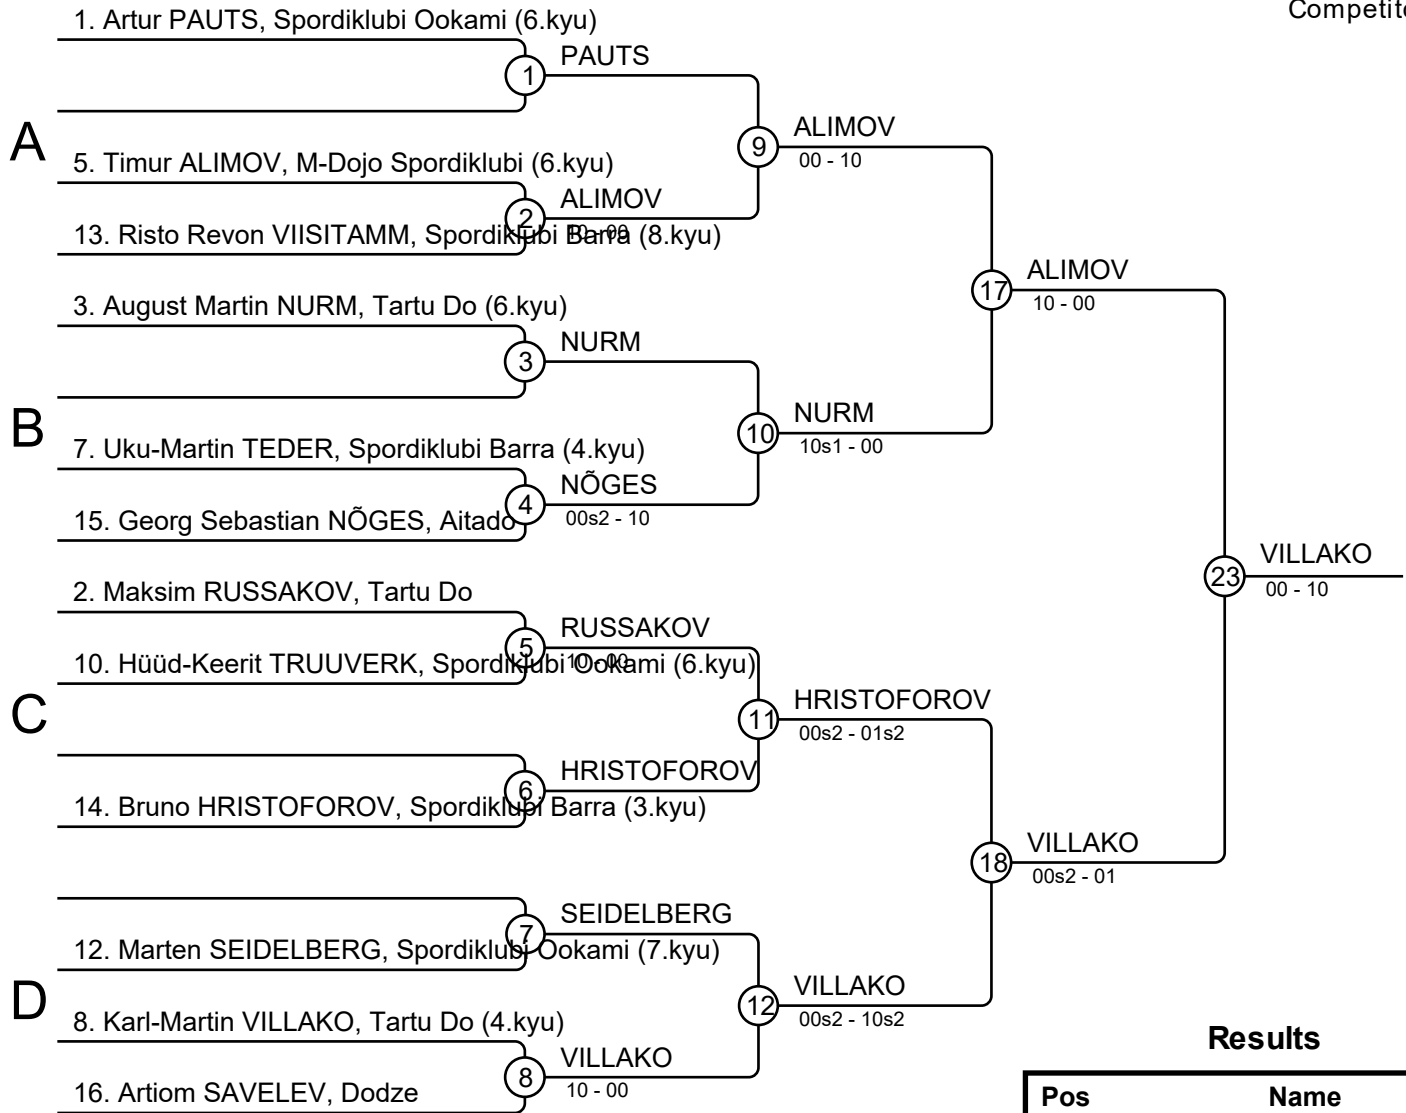 Competit
1. Artur PAUTS, Spordiklubi Ookami (6.kyu)
1
PAUTS
A
9
ALIMOV
00 - 10
5. Timur ALIMOV, M-Dojo Spordiklubi (6.kyu)
2
ALIMOV
10 - 00
13. Risto Revon VIISITAMM, Spordiklubi Barra (8.kyu)
17
ALIMOV
10 - 00
3. August Martin NURM, Tartu Do (6.kyu)
3
NURM
B
10
NURM
10s1 - 00
7. Uku-Martin TEDER, Spordiklubi Barra (4.kyu)
4
NÕGES
00s2 - 10
15. Georg Sebastian NÕGES, Aitado
23
VILLAKO
00 - 10
2. Maksim RUSSAKOV, Tartu Do
5
RUSSAKOV
10 - 00
10. Hüüd-Keerit TRUUVERK, Spordiklubi Ookami (6.kyu)
C
11
HRISTOFOROV
00s2 - 01s2
6
HRISTOFOROV
14. Bruno HRISTOFOROV, Spordiklubi Barra (3.kyu)
18
VILLAKO
00s2 - 01
7
SEIDELBERG
12. Marten SEIDELBERG, Spordiklubi Ookami (7.kyu)
D
12
VILLAKO
00s2 - 10s2
8. Karl-Martin VILLAKO, Tartu Do (4.kyu)
8
VILLAKO
10 - 00
16. Artiom SAVELEV, Dodze
Results
Pos Name